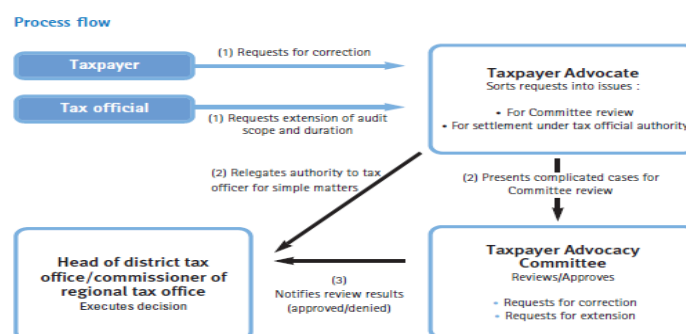 Process flow
Taxpayer
(1) Requests for correction
Tax official
(1) Requests extension of audit
scope and duration
Taxpayer Advocate
Sorts requests into issues :
• For Committee review
• For settlement under tax official authority
(2) Relegates authority to tax
officer for simple matters
(2) Presents complicated cases for
Committee review
Head of district tax
office/commissioner of
regional tax office
Executes decision
(3)
Notifies review results
(approved/denied)
Taxpayer Advocacy
Committee
Reviews/Approves
- Requests for correction
- Requests for extension